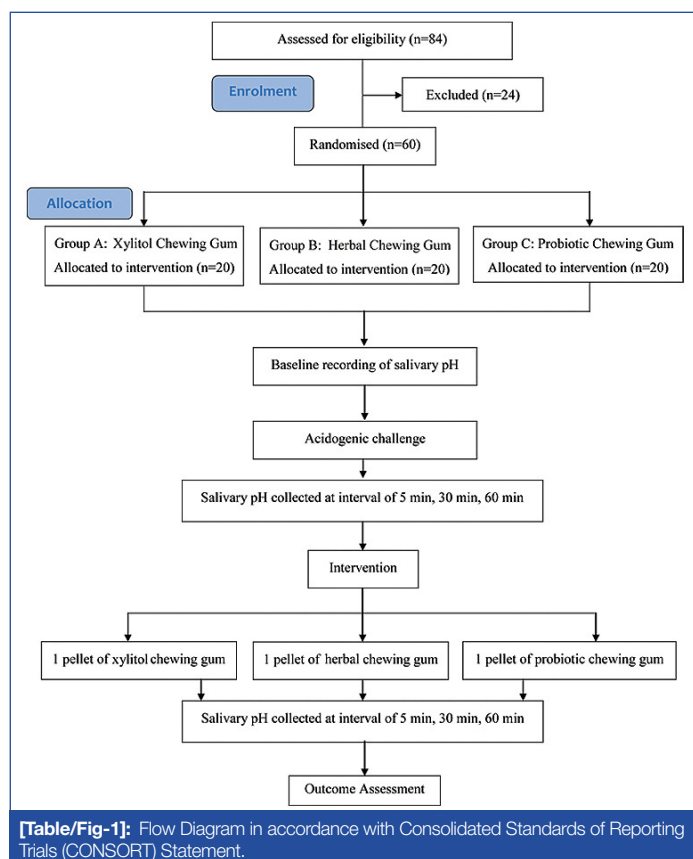 Assessed for eligibility (n=84)
Enrolment
Excluded (n=24)
Randomised (n=60)
Allocation
Group A: Xylitol Chewing Gum
Allocated to intervention (n=20)
Group B: Herbal Chewing Gum
Allocated to intervention (n=20)
Group C: Probiotic Chewing Gum
Allocated to intervention (n=20)
Baseline recording of salivary pH
Acidogenic challenge
Salivary pH collected at interval of 5 min, 30 min, 60 min
Intervention
1 pellet of xylitol chewing gum
1 pellet of herbal chewing gum
1 pellet of probiotic chewing gum
Salivary pH collected at interval of 5 min, 30 min, 60 min
Outcome Assessment
[Table/Fig-1]: Flow Diagram in accordance with Consolidated Standards of Reporting
Trials (CONSORT) Statement.